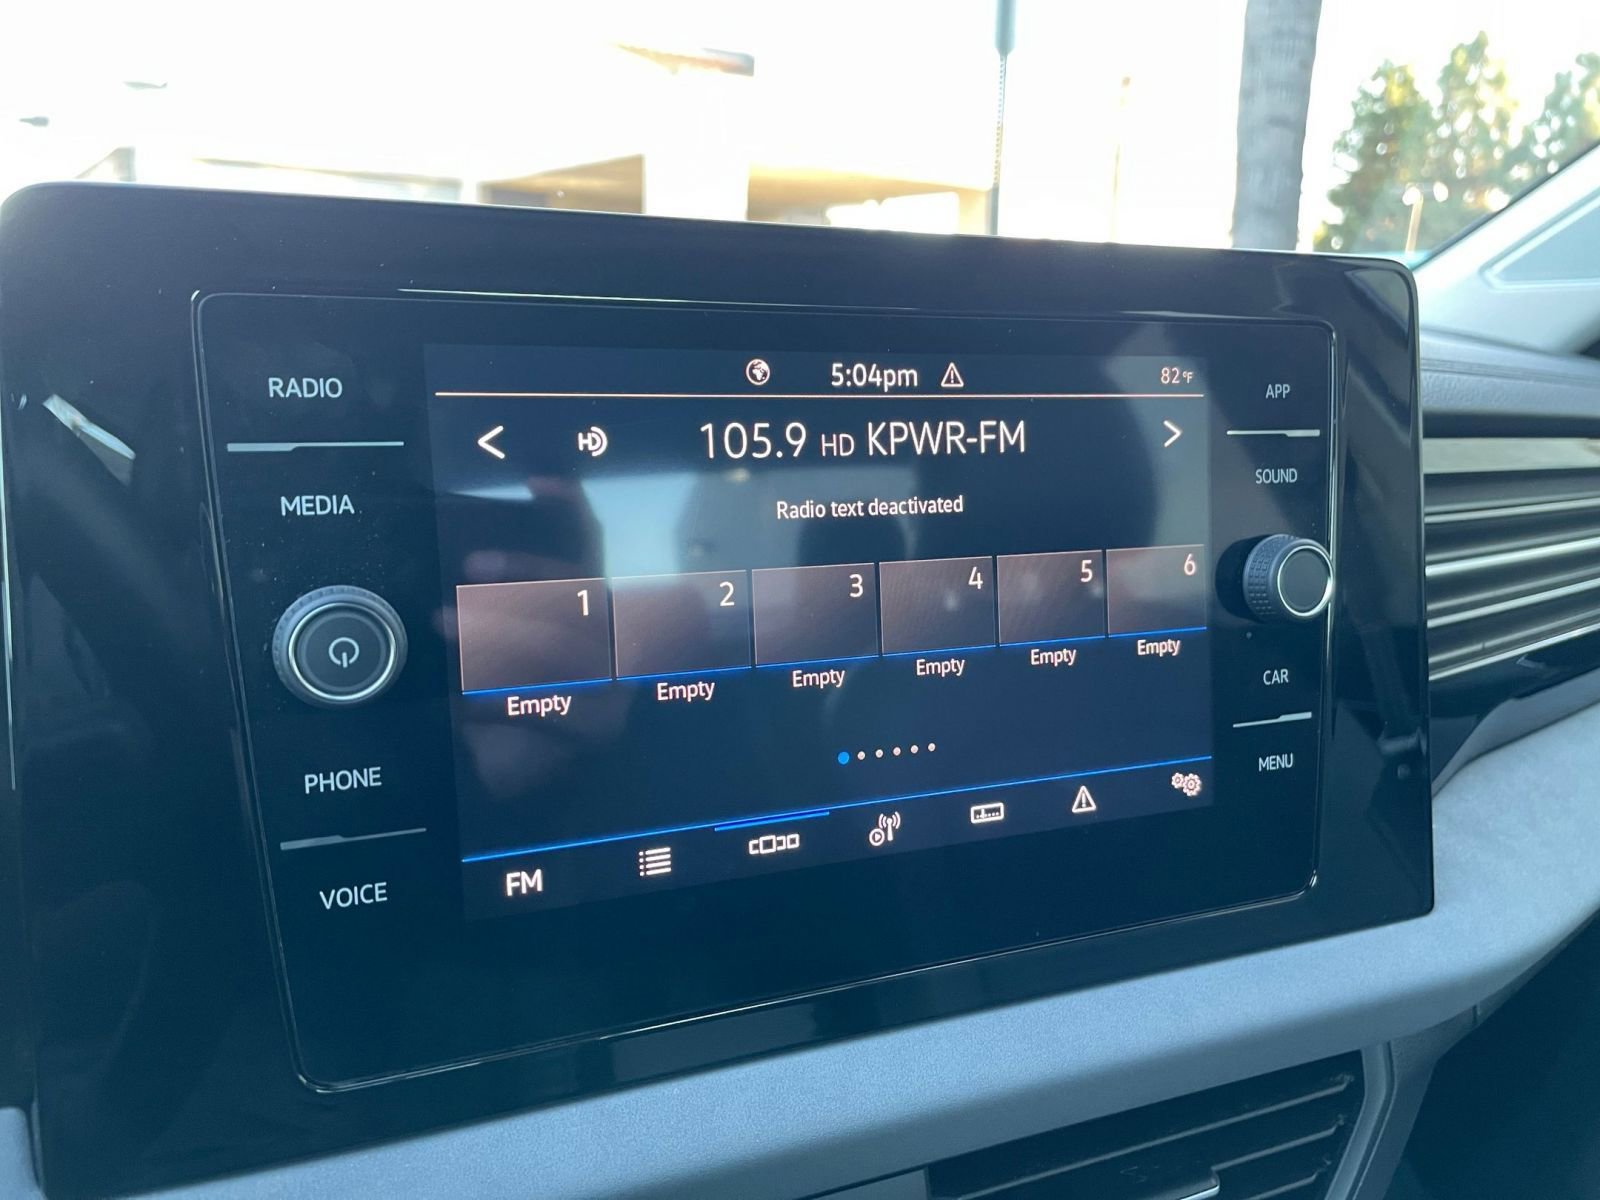 RADIO
MEDIA
PHONE
VOICE
5:04pm
82°F
HD
105.9 HD KPWR-FM
Radio text deactivated
1
2
3
4
5
6
Empty
Empty
Empty
Empty
Empty
Empty
FM
APP
SOUND
CAR
MENU